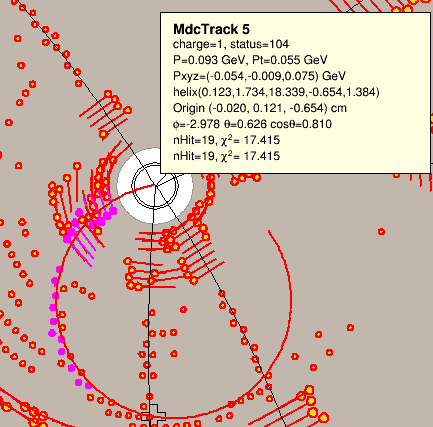 MdcTrack 5
charge=1, status=104
P=0.093 GeV, Pt=0.055 GeV
Pxyz=(-0.054,-0.009,0.075) GeV
helix(0.123,1.734,18.339,-0.654,1.384)
Origin (-0.020, 0.121, -0.654) cm
ϕ=-2.978 θ=0.626 cosθ=0.810
nHit=19, χ²= 17.415
nHit=19, χ²= 17.415